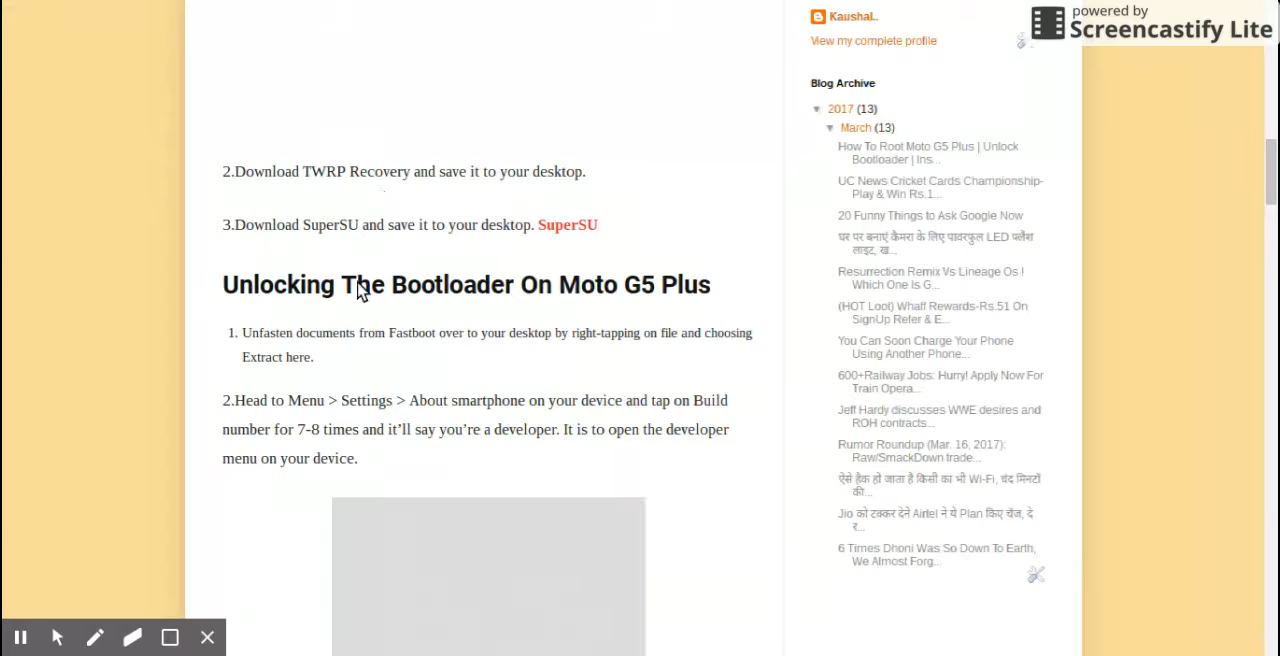 powered by
Screencastify Lite
Kaushal..
View my complete profile
Blog Archive
▼ 2017 (13)
▼ March (13)
How To Root Moto G5 Plus | Unlock
Bootloader | Ins...
UC News Cricket Cards Championship-
Play & Win Rs.1...
20 Funny Things to Ask Google Now
घर पर बनाएं कैमरा के लिए पावरफुल LED फ्लैश
लाइट, ख...
Resurrection Remix Vs Lineage Os !
Which One Is G...
(HOT Loot) Whaff Rewards-Rs.51 On
SignUp Refer & E...
You Can Soon Charge Your Phone
Using Another Phone...
600+Railway Jobs: Hurry! Apply Now For
Train Opera...
Jeff Hardy discusses WWE desires and
ROH contracts...
Rumor Roundup (Mar. 16, 2017):
Raw/SmackDown trade...
ऐसे हैक हो जाता है किसी का भी Wi-Fi, चंद मिनटों
की...
Jio को टक्कर देने Airtel ने ये Plan किए चेंज, दे
र...
6 Times Dhoni Was So Down To Earth,
We Almost Forg...
2.Download TWRP Recovery and save it to your desktop.
3.Download SuperSU and save it to your desktop. SuperSU
Unlocking The Bootloader On Moto G5 Plus
1. Unfasten documents from Fastboot over to your desktop by right-tapping on file and choosing
Extract here.
2.Head to Menu > Settings > About smartphone on your device and tap on Build
number for 7-8 times and it’ll say you’re a developer. It is to open the developer
menu on your device.